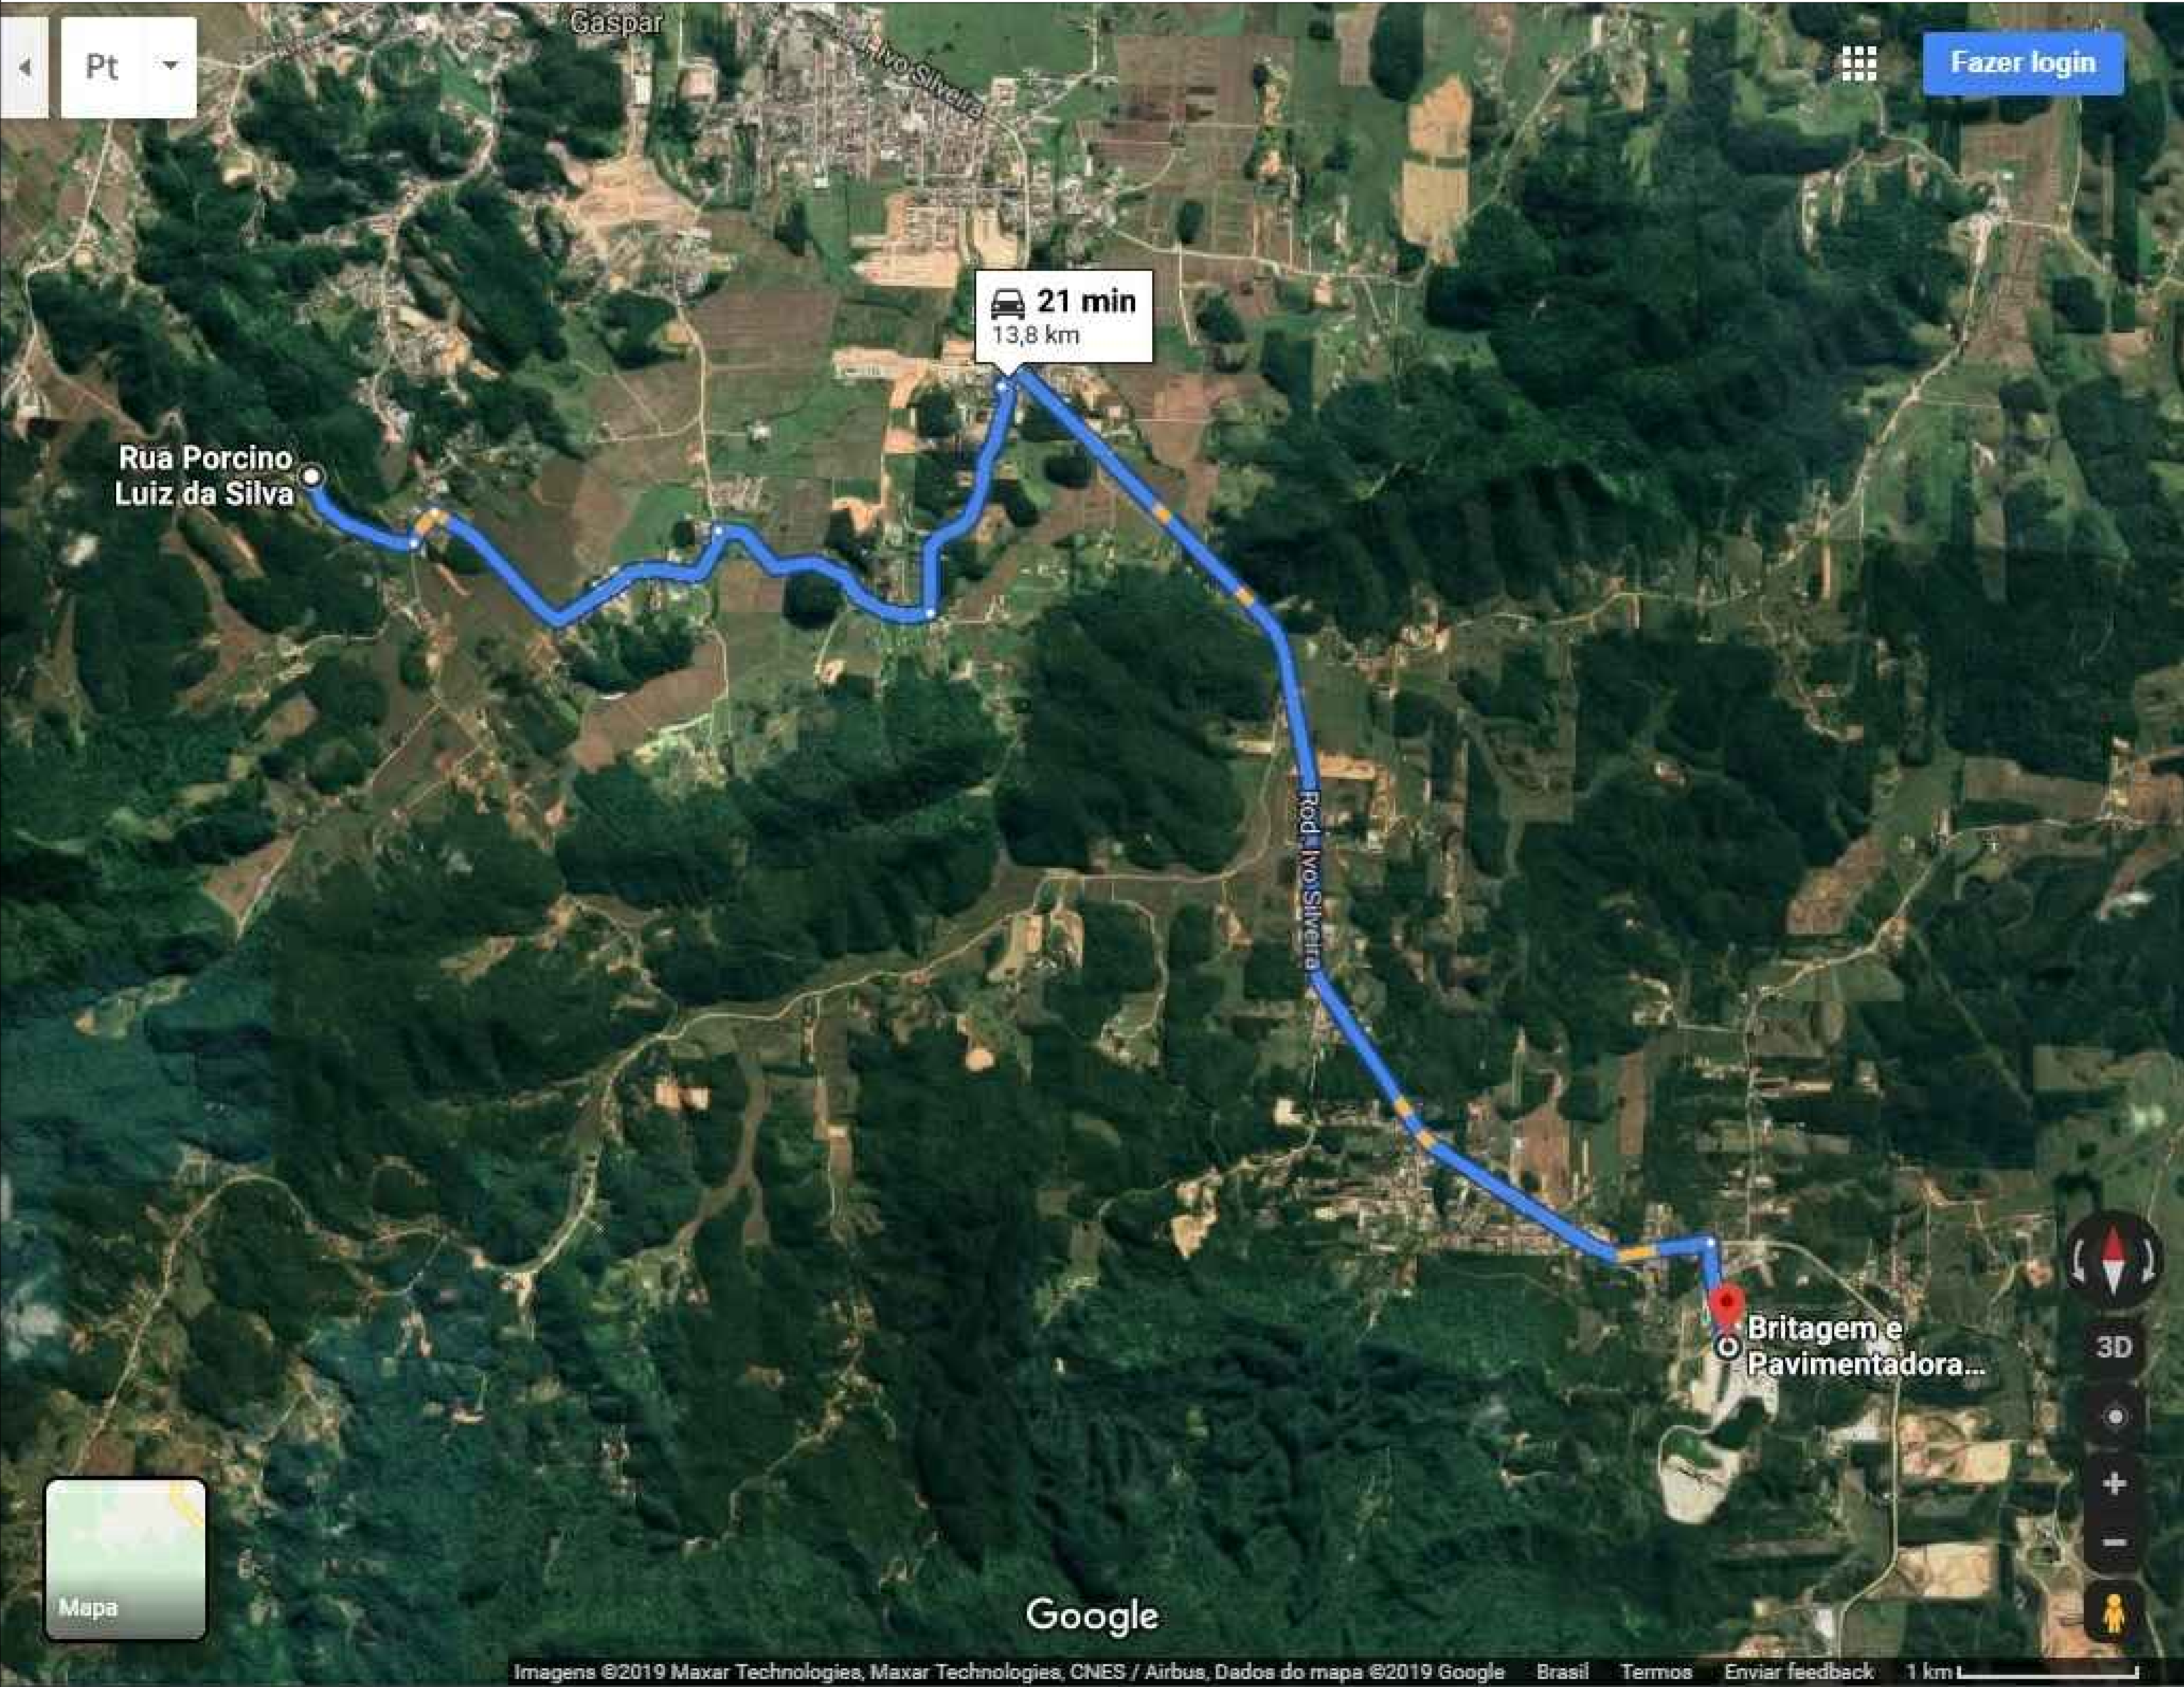 Gaspar
Pt
H Ivo Silveira
Fazer login
21 min
13,8 km
Rua Porcino
Luiz da Silva
Rod. Ivo Silveira
Britagem e
Pavimentadora...
3D
Mapa
Google
Imagens ©2019 Maxar Technologies, Maxar Technologies, CNES / Airbus, Dados do mapa ©2019 Google Brasil Termos Enviar feedback 1 km